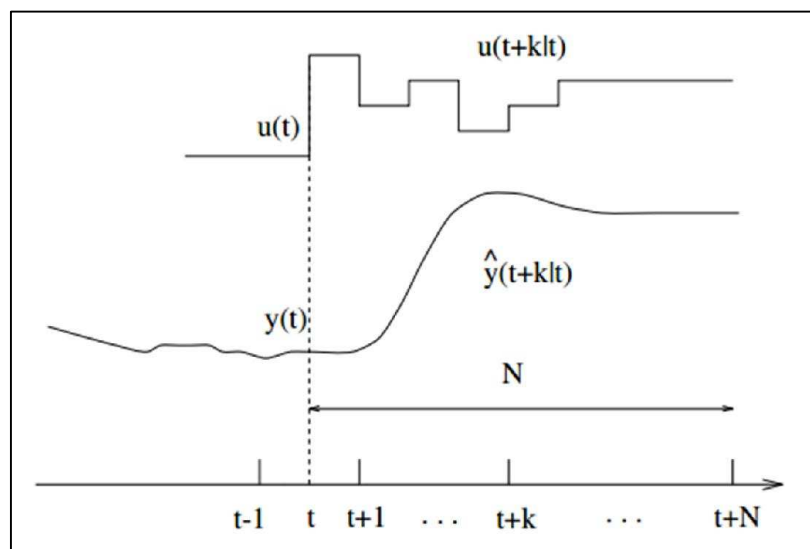 u(t+k|t)
u(t)
ŷ(t+k|t)
y(t)
N
t-1 t t+1 . . . t+k . . . t+N